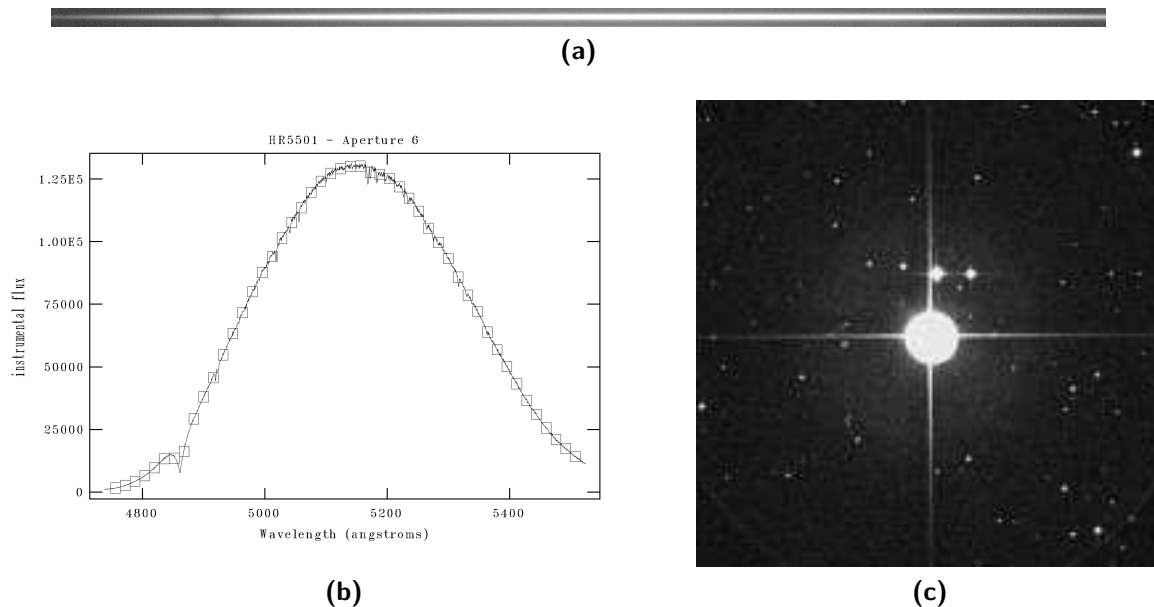 (a)
HR5501 - Aperture 6
1.25E5
1.00E5
75000
50000
25000
0
instrumental flux
4800 5000 5200 5400
Wavelength (angstroms)
(b)
(c)